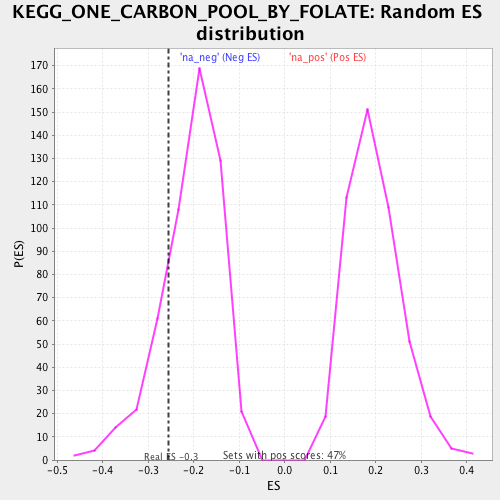 KEGG_ONE_CARBON_POOL_BY_FOLATE: Random ES
distribution
'na_neg' (Neg ES) 'na_pos' (Pos ES)
170
160
150
140
130
120
110
100
90
80
70
60
50
40
30
20
10
0
P(ES)
Real ES -0.3 Sets with pos scores: 47%
-0.5 -0.4 -0.3 -0.2 -0.1 0.0 0.1 0.2 0.3 0.4
ES